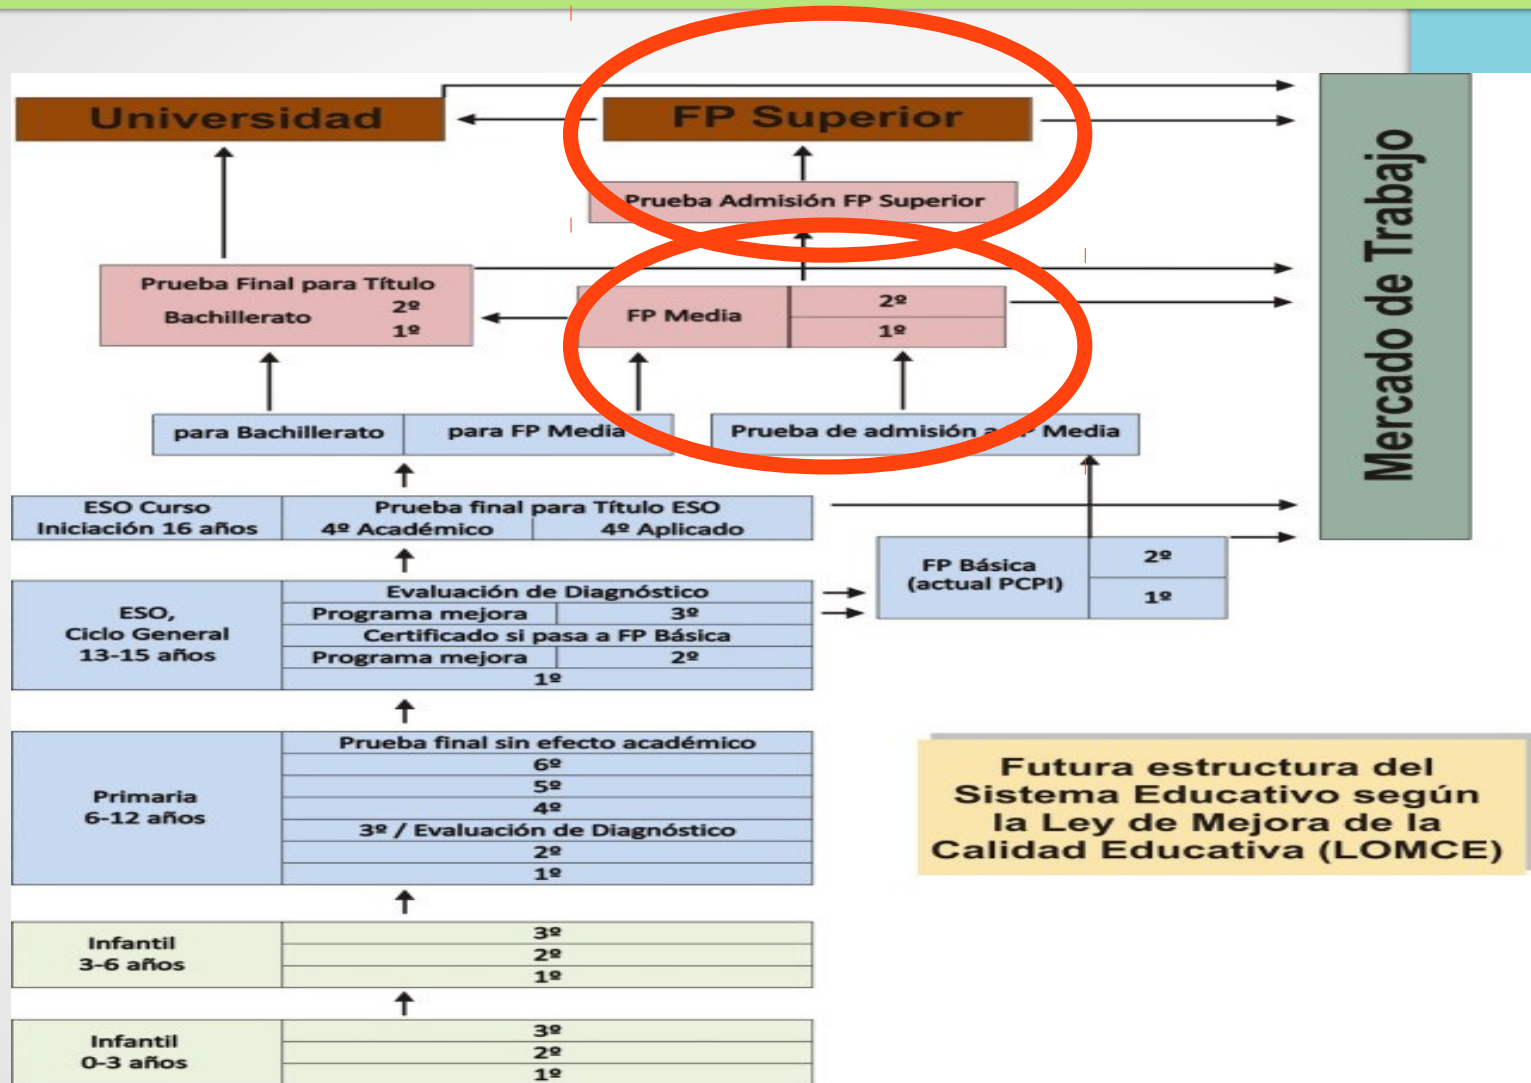 Universidad
FP Superior
Prueba Admisión FP Superior
Prueba Final para Título
Bachillerato
2º
1º
FP Media
2º
1º
para Bachillerato
para FP Media
Prueba de admisión a FP Media
ESO Curso
Iniciación 16 años
Prueba final para Título ESO
4º Académico
4º Aplicado
ESO,
Ciclo General
13-15 años
Evaluación de Diagnóstico
Programa mejora
3º
Certificado si pasa a FP Básica
Programa mejora
2º
1º
FP Básica
(actual PCPI)
2º
1º
Mercado de Trabajo
Primaria
6-12 años
Prueba final sin efecto académico
6º
5º
4º
3º / Evaluación de Diagnóstico
2º
1º
Futura estructura del
Sistema Educativo según
la Ley de Mejora de la
Calidad Educativa (LOMCE)
Infantil
3-6 años
3º
2º
1º
Infantil
0-3 años
3º
2º
1º